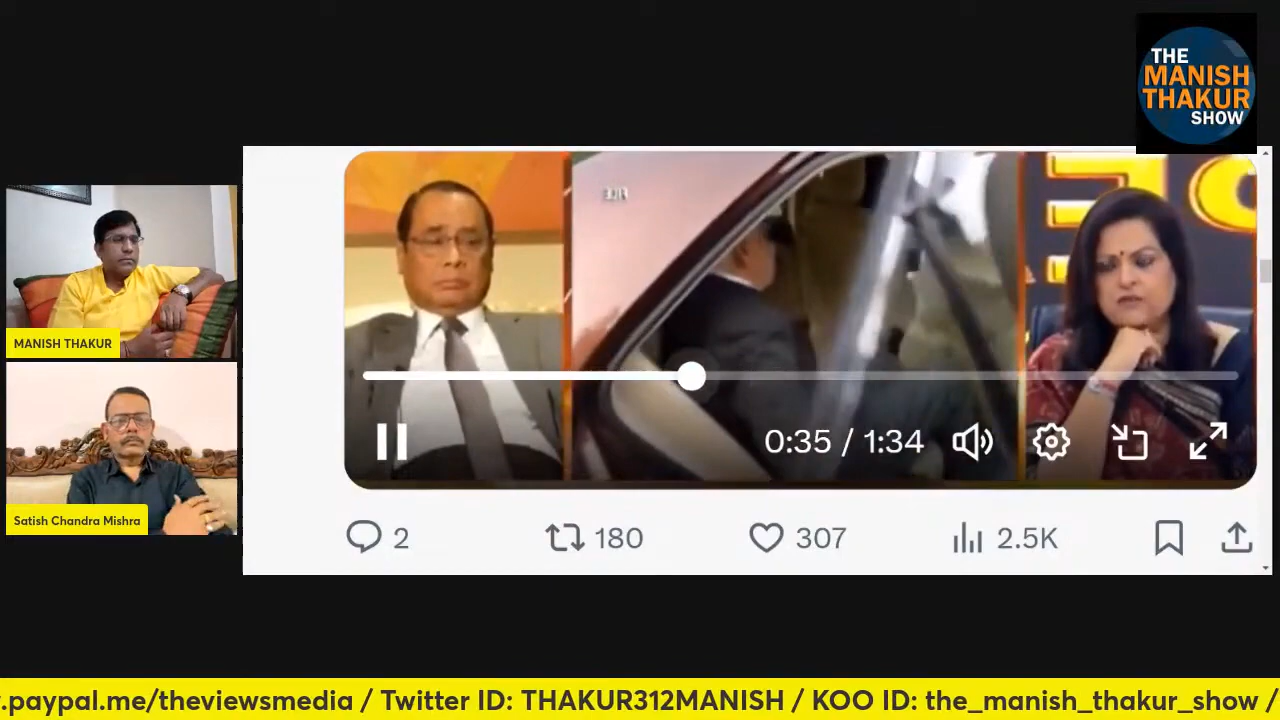 THE
MANISH
THAKUR
SHOW
MANISH THAKUR
Satish Chandra Mishra
0:35 / 1:34
2
180
307
2.5K
.paypal.me/theviewsmedia / Twitter ID: THAKUR312MANISH / KOO ID: the_manish_thakur_show /